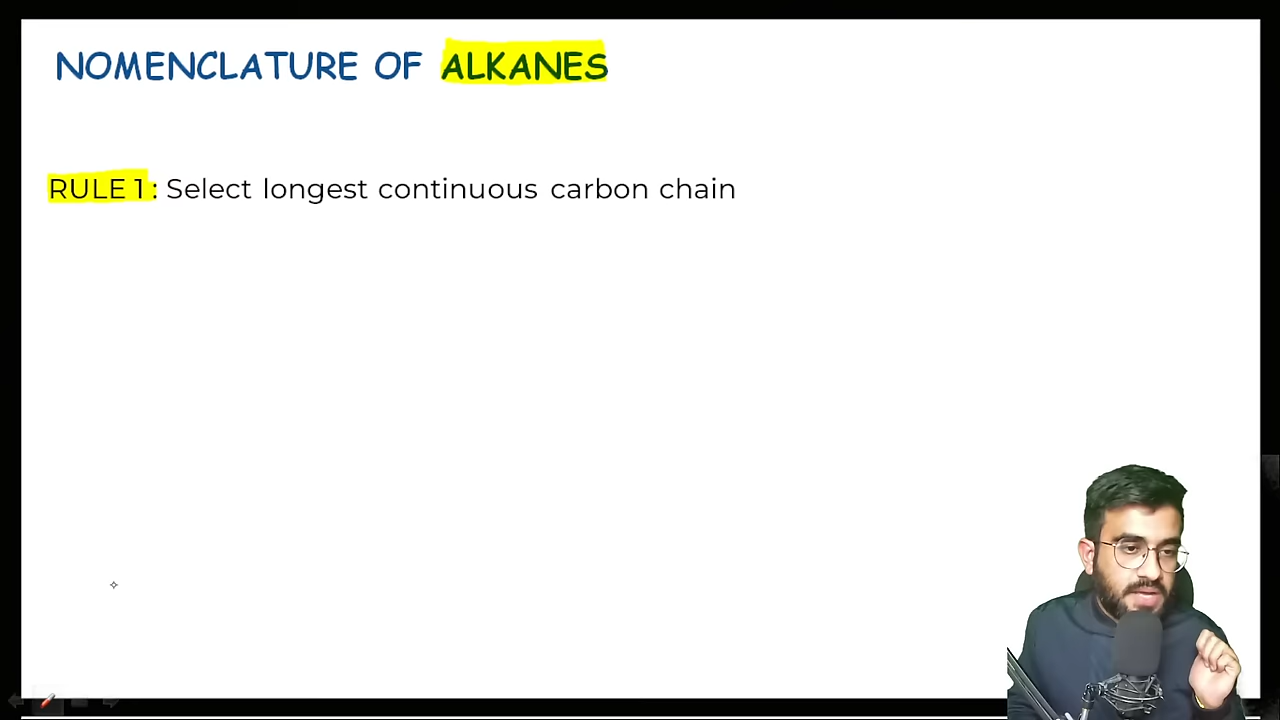 NOMENCLATURE OF ALKANES
RULE 1 : Select longest continuous carbon chain